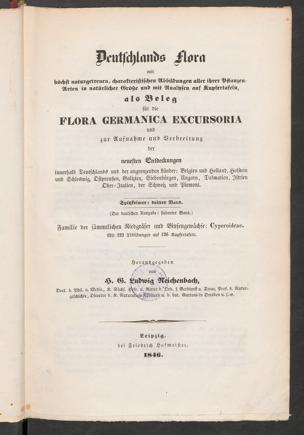 Deutschlands Flora
mit
höchst naturgetreuen, charakteristischen Abbildungen aller ihrer Pflanzen-
Arten in natürlicher Größe und mit Analysen auf Kupfertafeln,
als Beleg
für die
FLORA GERMANICA EXCURSORIA
und
zur Aufnahme und Verbreitung
der
neuesten Entdeckungen
innerhalb Deutschlands und der angrenzenden Länder: Belgien und Holland, Holstein
und Schleswig, Ostpreußen, Galizien, Siebenbürgen, Ungarn, Dalmatien, Istrien
Ober-Italien, der Schweiz und Piemont.
Spitzkeimer: dritter Band.
(Der deutschen Ausgabe: siebenter Band.)
Familie der sämmtlichen Riedgräser und Binsengewächse: Cyperoideae.
Mit 221 Abbildungen auf 126 Kupfertafeln.
Herausgegeben
von
H. G. Ludwig Reichenbach,
Leipzig,
bei Friedrich Hofmeister.
1846.